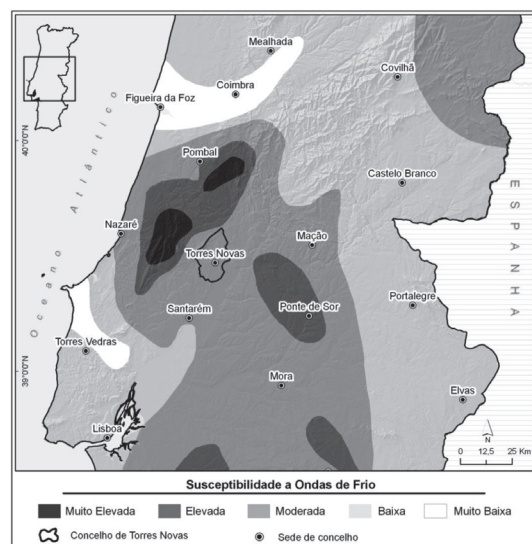 Mealhada
Covilhã
Coimbra
Figueira da Foz
Oceano Atlântico
40°0'0"N
Pombal
Castelo Branco
ESPANHA
Nazaré
Mação
Torres Novas
Santarém
Ponte de Sor
Portalegre
Torres Vedras
39°0'0"N
Mora
Elvas
Lisboa
N
0 12,5 25 Km
Susceptibilidade a Ondas de Frio
Muito Elevada Elevada Moderada Baixa Muito Baixa
Concelho de Torres Novas Sede de concelho